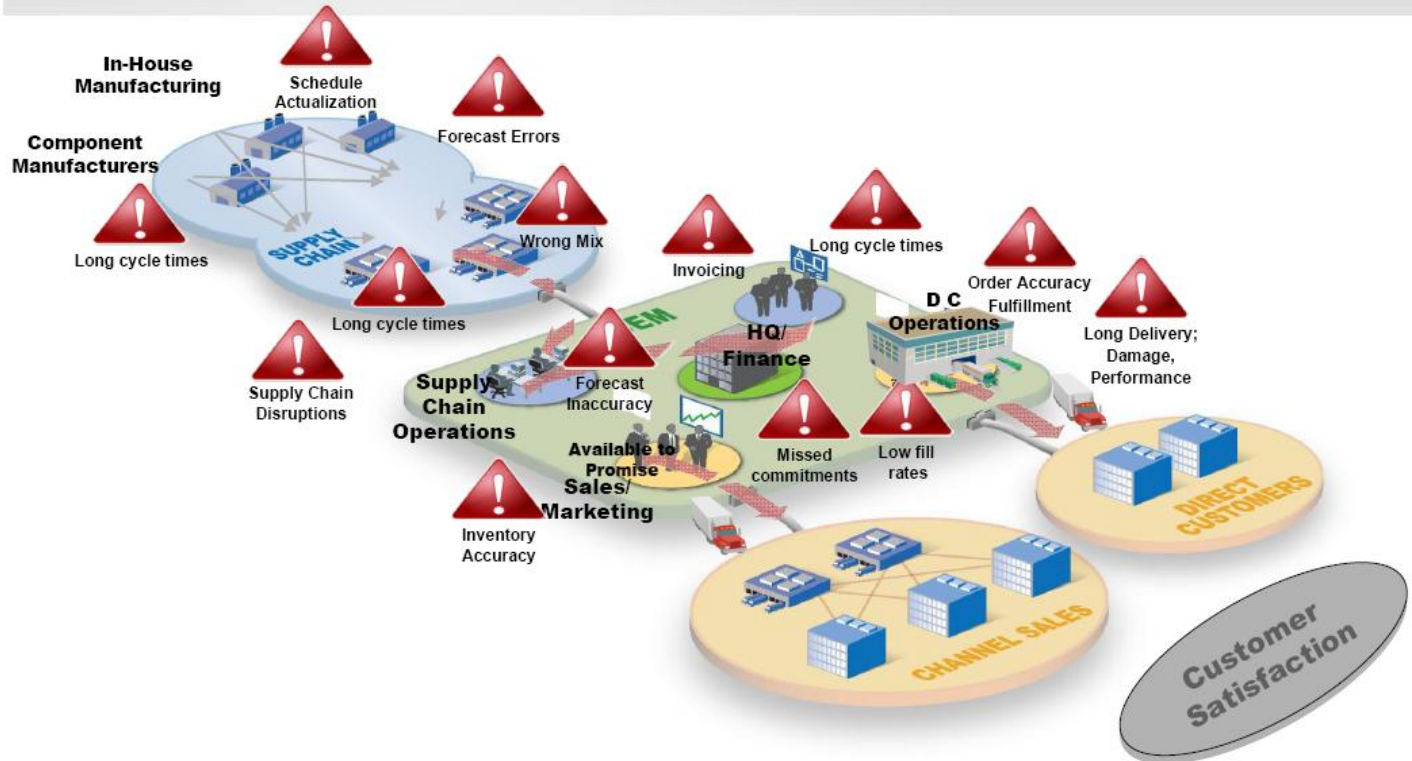 In-House
Manufacturing
Schedule
Actualization
Forecast Errors
Component
Manufacturers
Long cycle times
SUPPLY
CHAIN
Wrong Mix
Long cycle times
Supply Chain
Disruptions
Invoicing
Long cycle times
Order Accuracy
Fulfillment
Long Delivery;
Damage,
Performance
EM
HQ/
Finance
D C
Operations
Supply
Chain
Operations
Forecast
Inaccuracy
Available to
Promise
Sales/
Marketing
Missed
commitments
Low fill
rates
Inventory
Accuracy
DIRECT
CUSTOMERS
CHANNEL SALES
Customer
Satisfaction